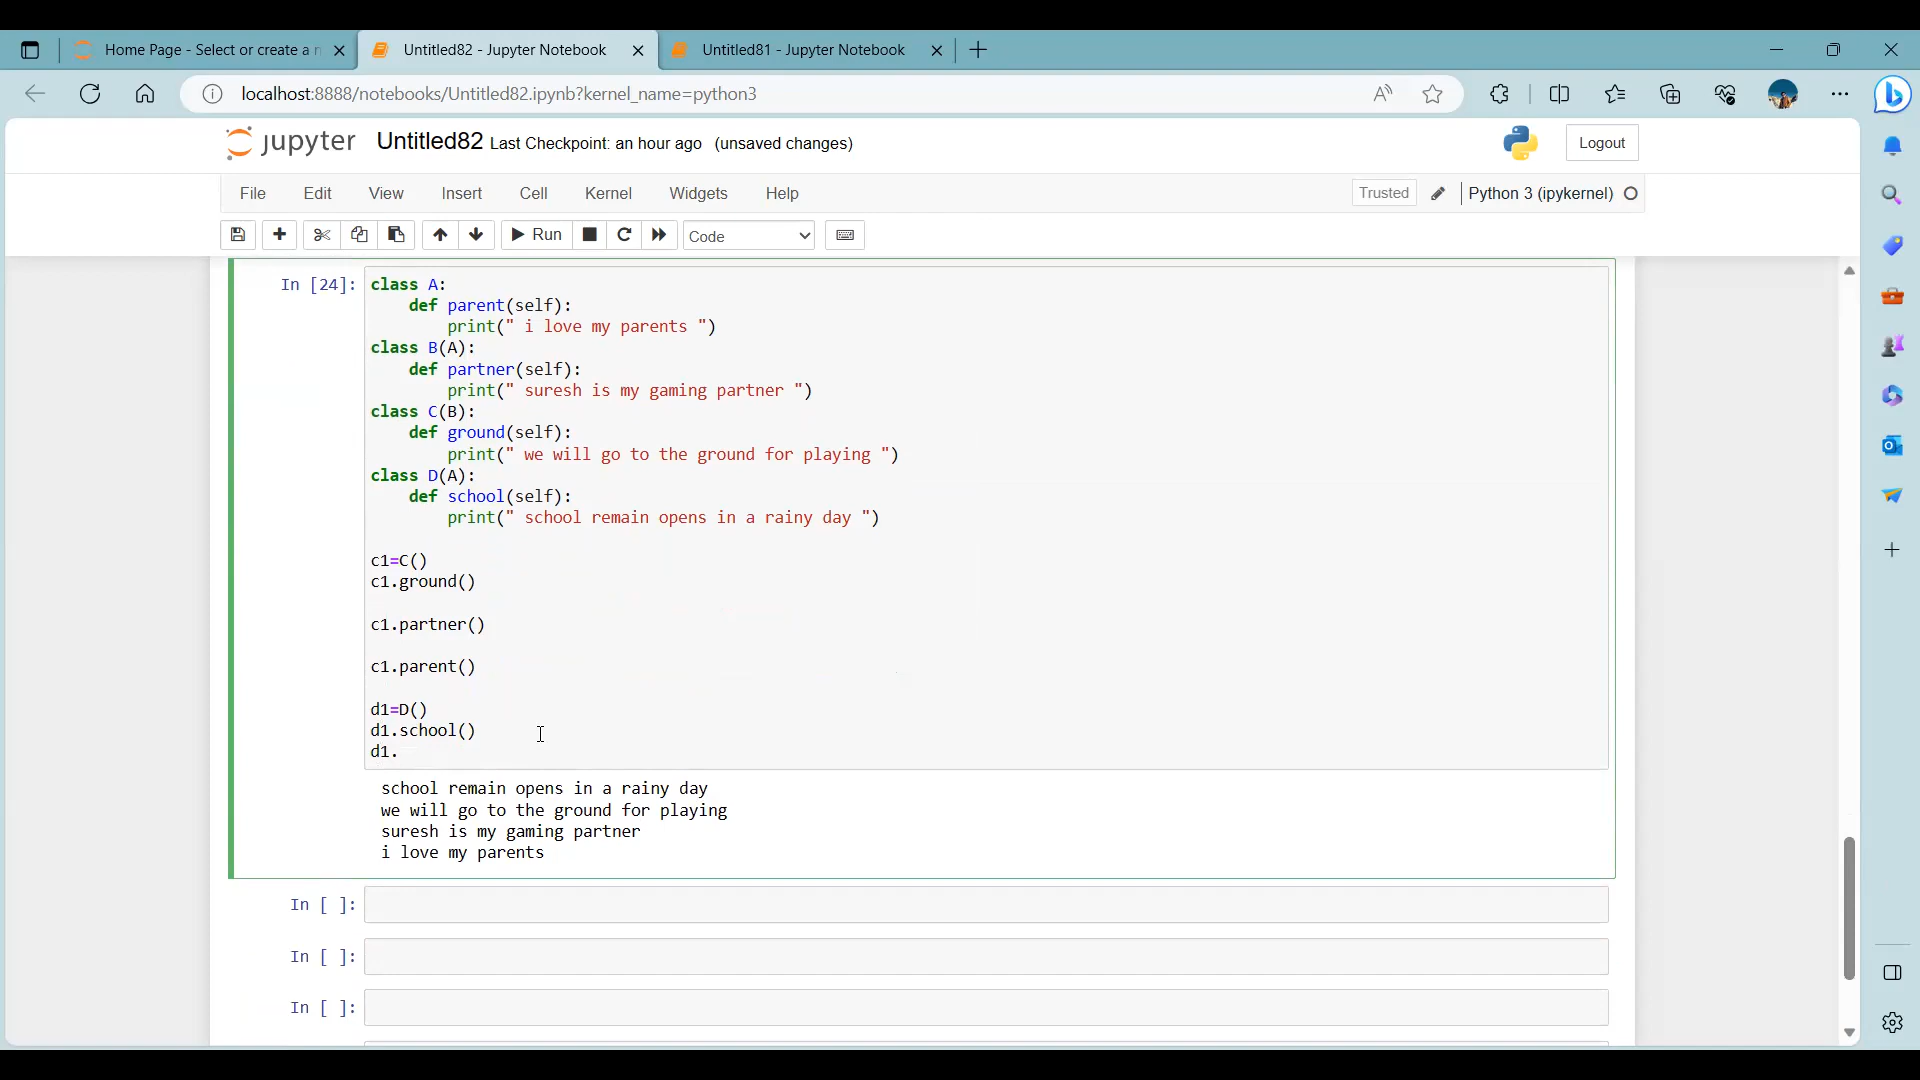 Home Page - Select or create a n
Untitled82 - Jupyter Notebook
Untitled81 - Jupyter Notebook
localhost:8888/notebooks/Untitled82.ipynb?kernel_name=python3
jupyter Untitled82 Last Checkpoint: an hour ago (unsaved changes)
Logout
File Edit View Insert Cell Kernel Widgets Help
Trusted Python 3 (ipykernel)
Run Code
In [24]: class A:
    def parent(self):
        print(" i love my parents ")
class B(A):
    def partner(self):
        print(" suresh is my gaming partner ")
class C(B):
    def ground(self):
        print(" we will go to the ground for playing ")
class D(A):
    def school(self):
        print(" school remain opens in a rainy day ")
c1=C()
c1.ground()
c1.partner()
c1.parent()
d1=D()
d1.school()
d1.
school remain opens in a rainy day
we will go to the ground for playing
suresh is my gaming partner
i love my parents
In [ ]:
In [ ]:
In [ ]: